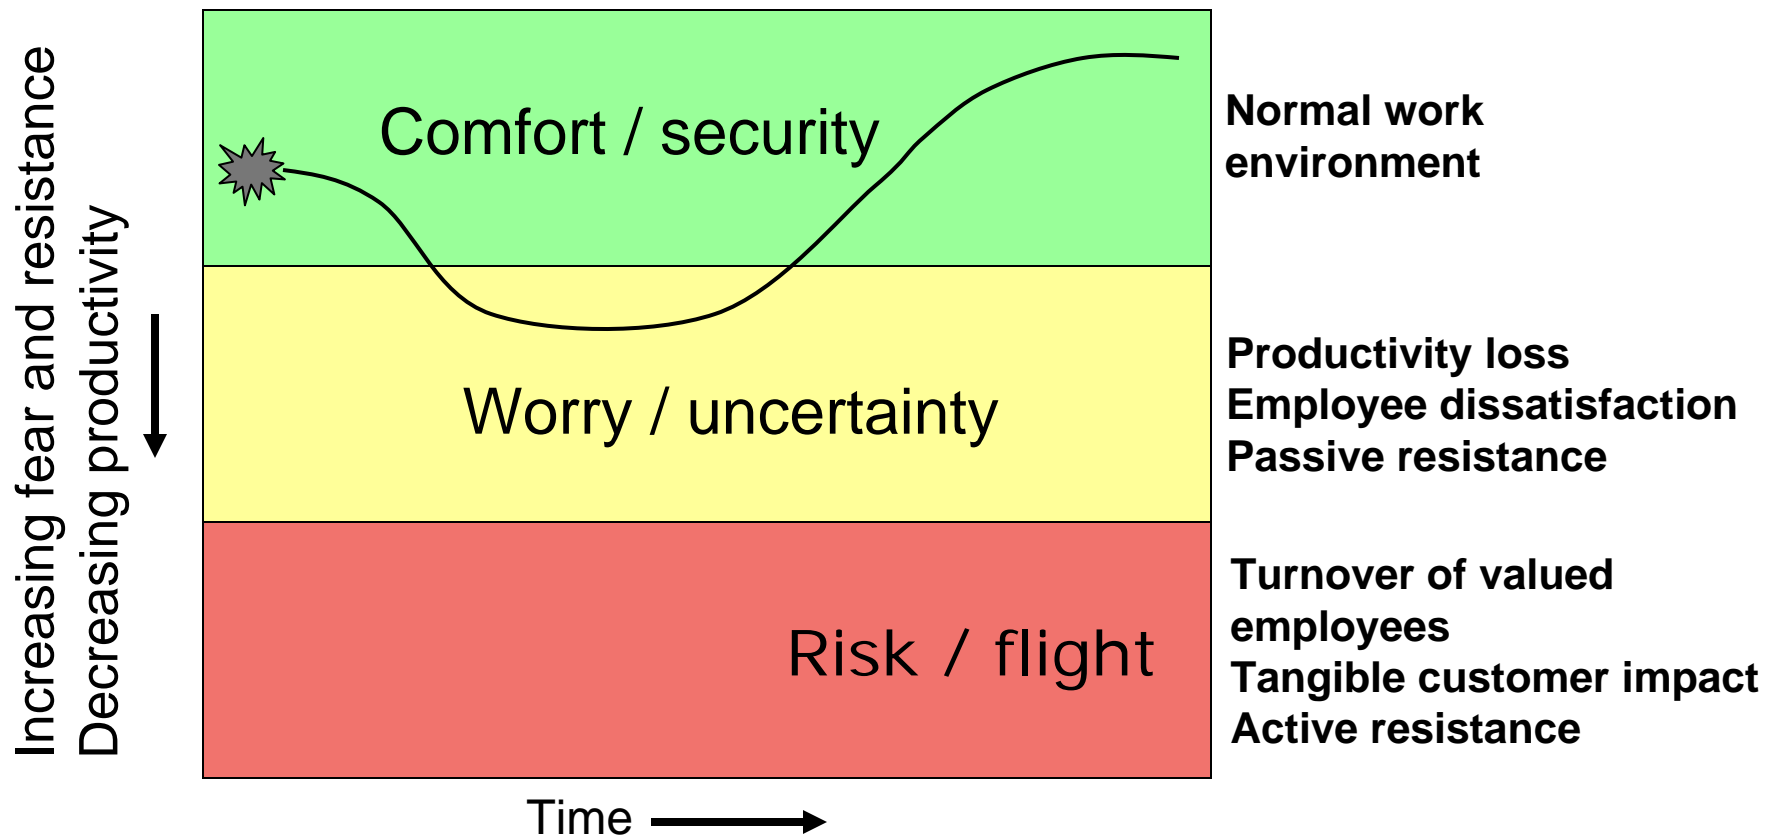 Increasing fear and resistance
Decreasing productivity
Comfort / security
Normal work
environment
Worry / uncertainty
Productivity loss
Employee dissatisfaction
Passive resistance
Risk / flight
Turnover of valued
employees
Tangible customer impact
Active resistance
Time